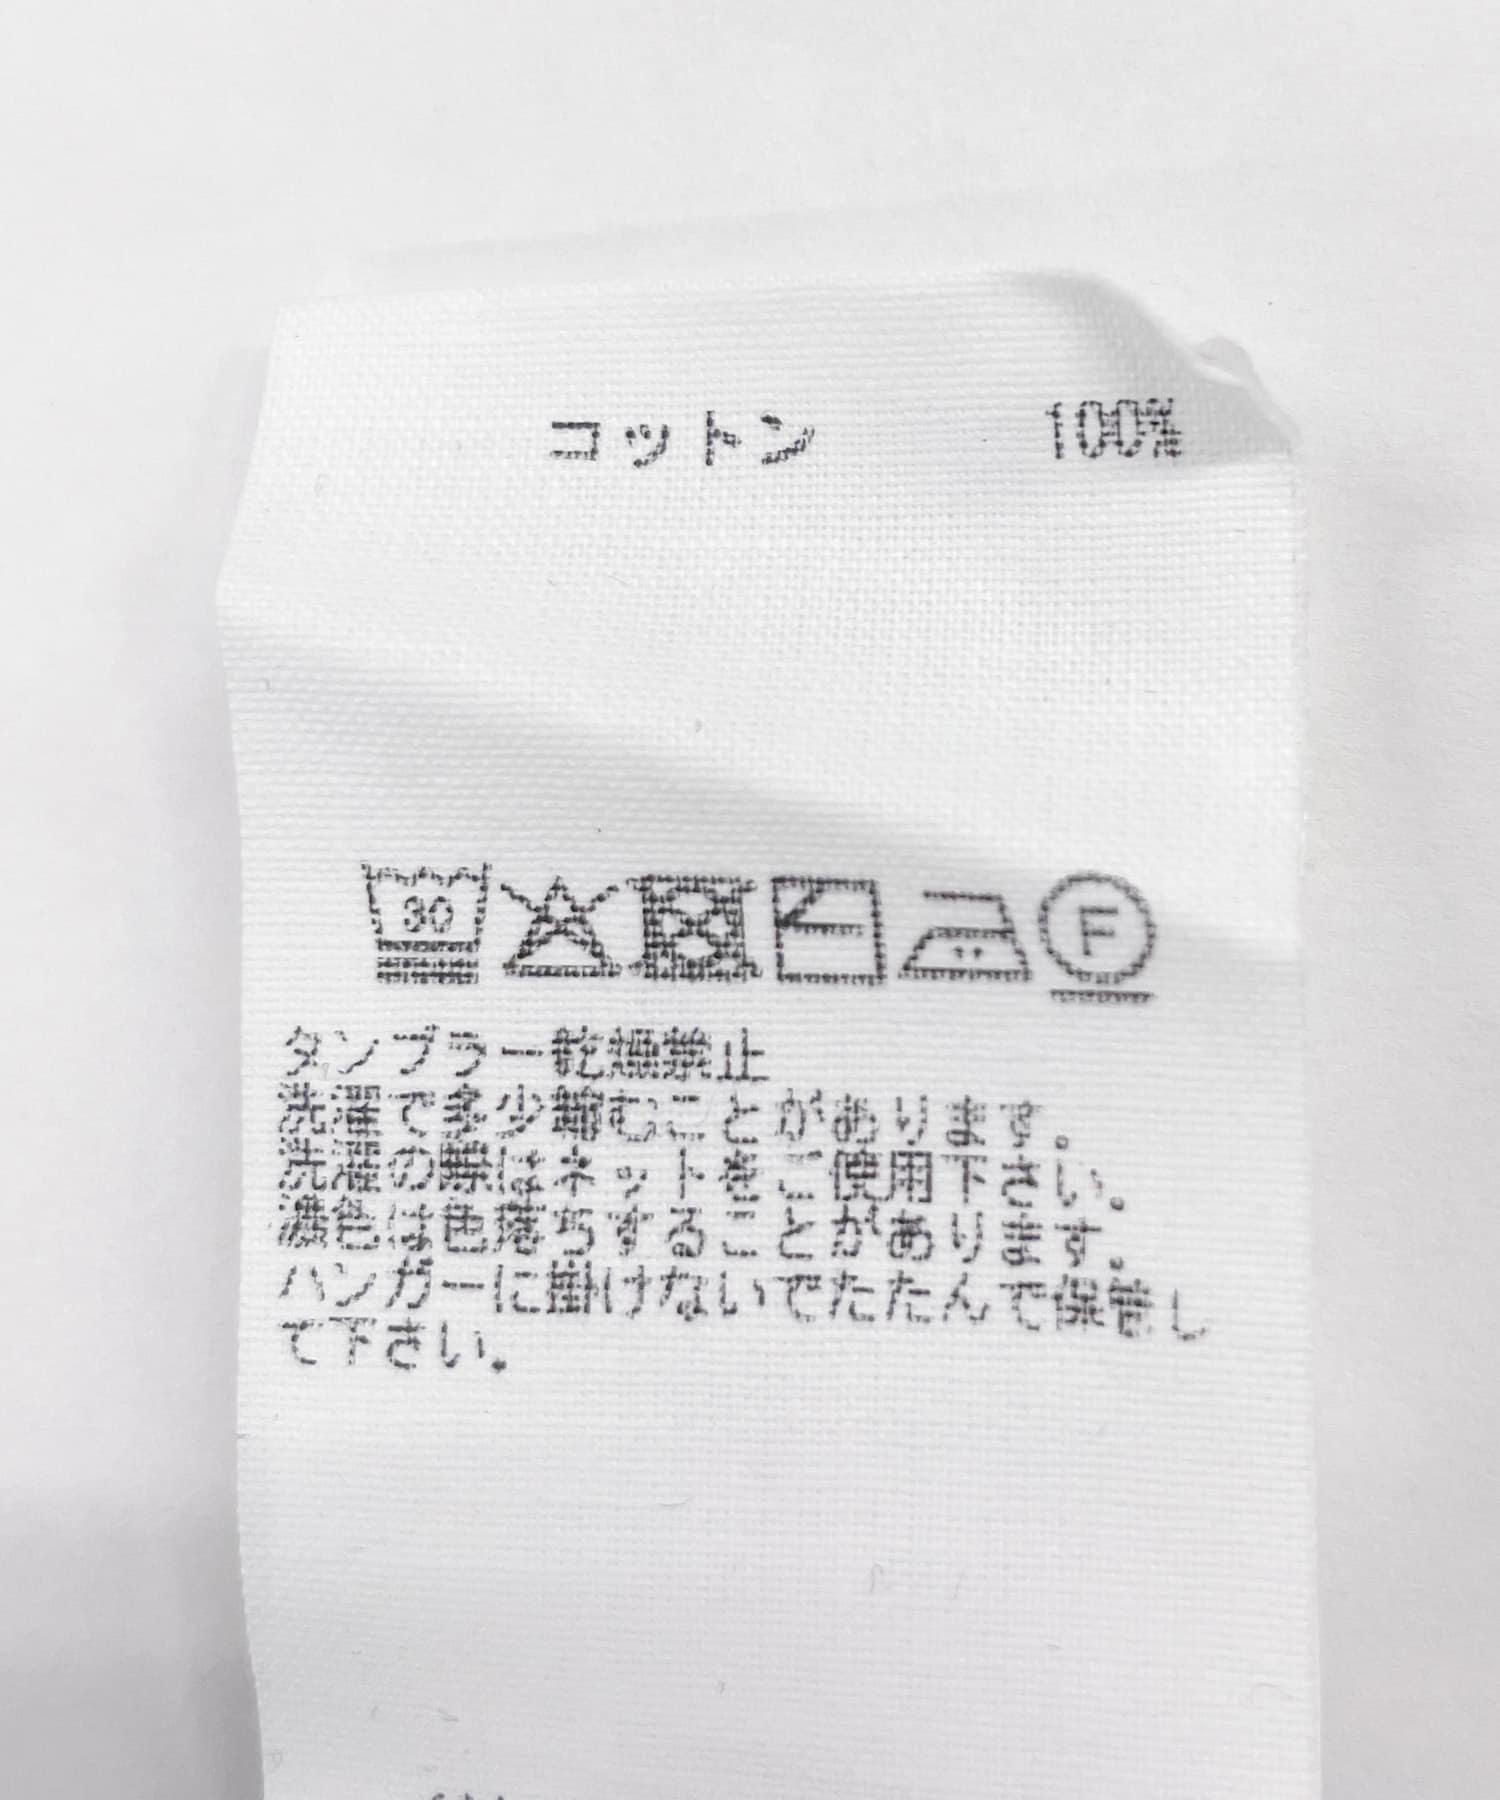 コットン 100%
30
F
タンブラー乾燥禁止
洗濯で多少縮むことがあります。
洗濯の際はネットをご使用下さい。
濃色は色落ちすることがあります。
ハンガーに掛けないでたたんで保管し
て下さい。